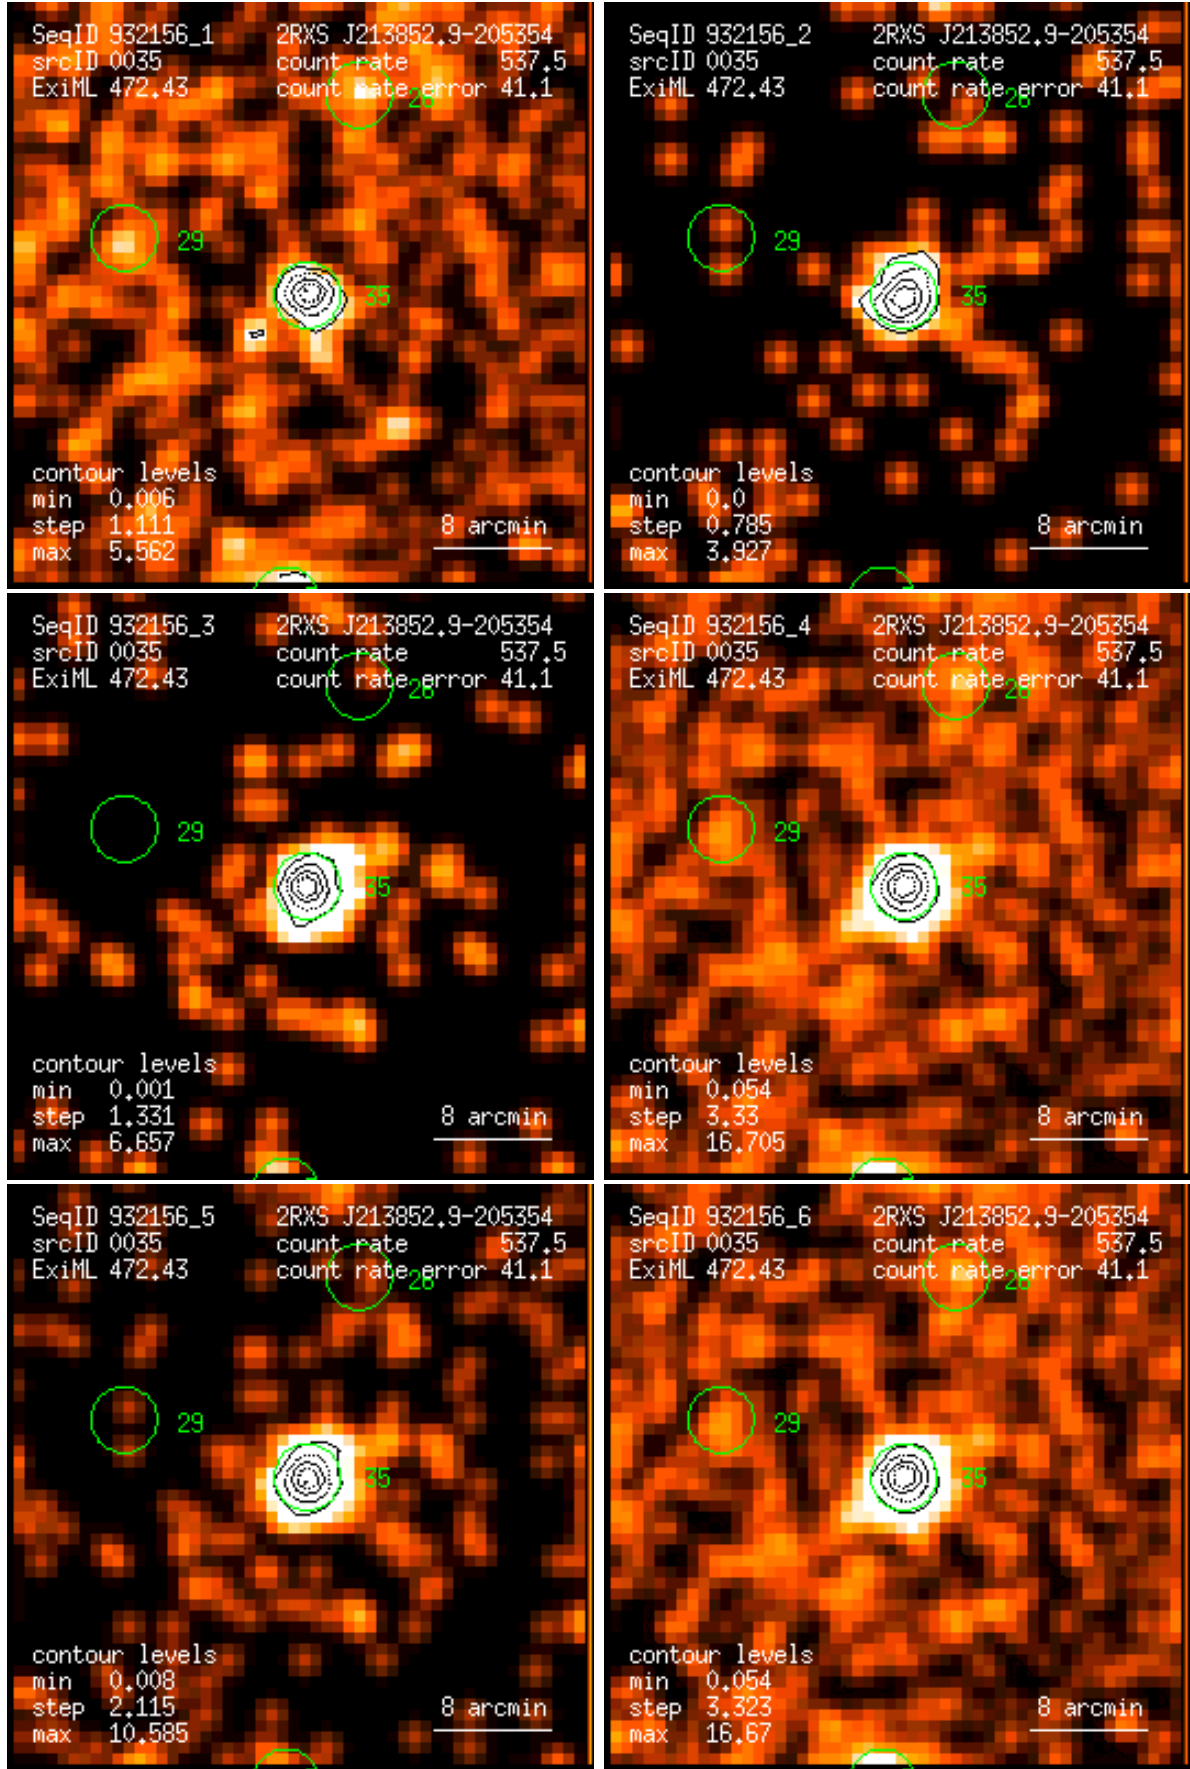 SeqID 932156_1 2RXS J213852.9-205354
srcID 0035 count rate 537.5
ExiML 472.43 count rate error 41.1
26
29
35
contour levels
min 0.006
step 1.111
max 5.562
8 arcmin
SeqID 932156_2 2RXS J213852.9-205354
srcID 0035 count rate 537.5
ExiML 472.43 count rate error 41.1
26
29
35
contour levels
min 0.0
step 0.785
max 3.927
8 arcmin
SeqID 932156_3 2RXS J213852.9-205354
srcID 0035 count rate 537.5
ExiML 472.43 count rate error 41.1
26
29
35
contour levels
min 0.001
step 1.331
max 6.657
8 arcmin
SeqID 932156_4 2RXS J213852.9-205354
srcID 0035 count rate 537.5
ExiML 472.43 count rate error 41.1
26
29
35
contour levels
min 0.054
step 3.33
max 16.705
8 arcmin
SeqID 932156_5 2RXS J213852.9-205354
srcID 0035 count rate 537.5
ExiML 472.43 count rate error 41.1
26
29
35
contour levels
min 0.008
step 2.115
max 10.585
8 arcmin
SeqID 932156_6 2RXS J213852.9-205354
srcID 0035 count rate 537.5
ExiML 472.43 count rate error 41.1
26
29
35
contour levels
min 0.054
step 3.323
max 16.67
8 arcmin